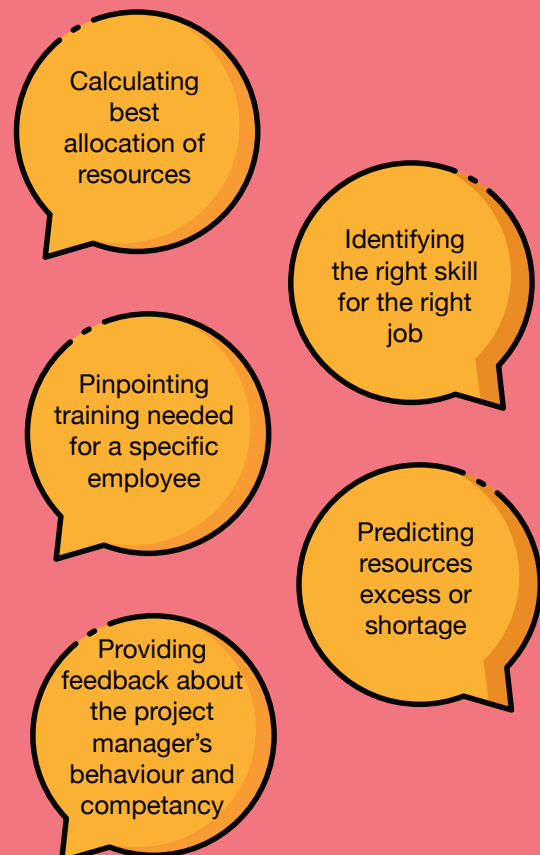 Calculating
best
allocation of
resources
Identifying
the right skill
for the right
job
Pinpointing
training needed
for a specific
employee
Predicting
resources
excess or
shortage
Providing
feedback about
the project
manager's
behaviour and
competancy